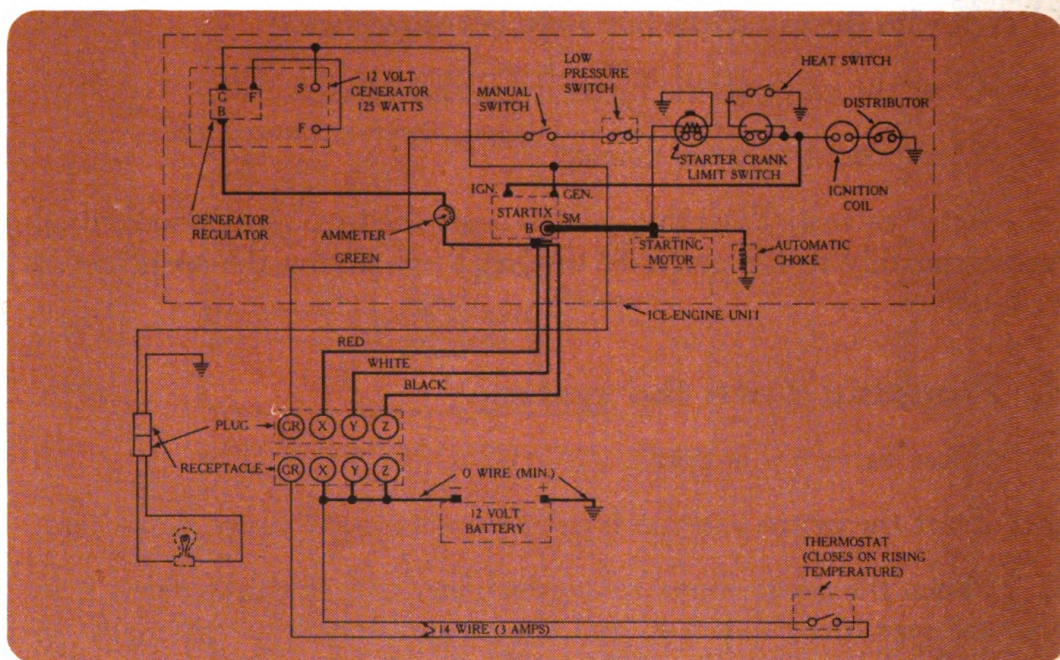 12 VOLT
GENERATOR
125 WATTS
G
F
B
S
F
GENERATOR
REGULATOR
MANUAL
SWITCH
LOW
PRESSURE
SWITCH
HEAT SWITCH
DISTRIBUTOR
STARTER CRANK
LIMIT SWITCH
IGNITION
COIL
IGN.
GEN.
STARTIX
B
SM
AMMETER
GREEN
STARTING
MOTOR
AUTOMATIC
CHOKE
ICE-ENGINE UNIT
RED
WHITE
BLACK
PLUG
GR
X
Y
Z
RECEPTACLE
GR
X
Y
Z
O WIRE (MIN.)
−
+
12 VOLT
BATTERY
THERMOSTAT
(CLOSES ON RISING
TEMPERATURE)
14 WIRE (3 AMPS)